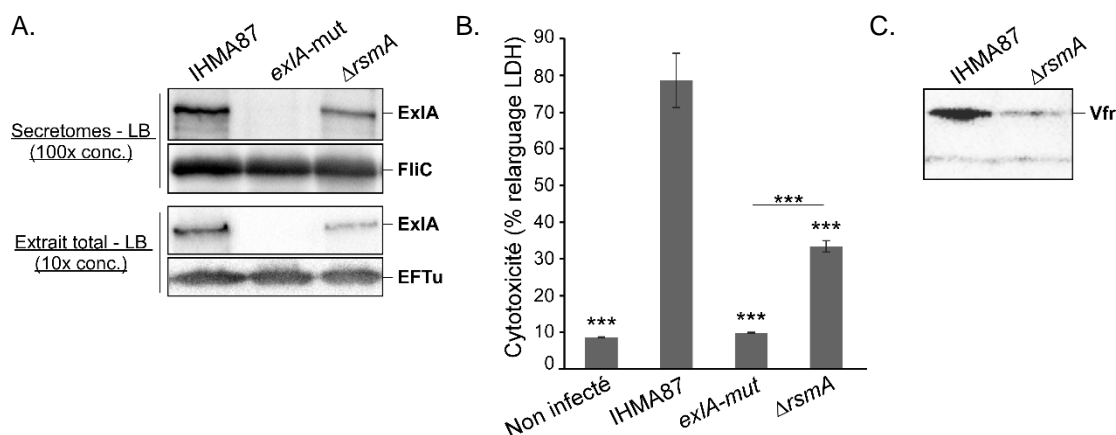 A.
IHMA87
exlA-mut
ΔrsmA
Secretomes - LB
(100x conc.)
ExlA
FliC
Extrait total - LB
(10x conc.)
ExlA
EFTu
B.
Cytotoxicité (% relarguage LDH)
90
80
70
60
50
40
30
20
10
0
***
***
***
***
Non infecté
IHMA87
exlA-mut
ΔrsmA
C.
IHMA87
ΔrsmA
Vfr